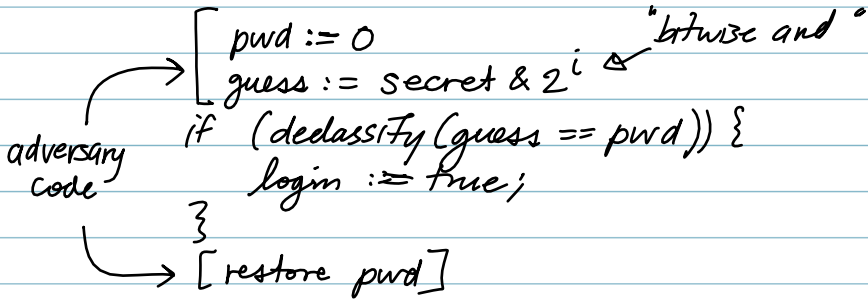 pwd := 0
"bitwise and"
guess := secret & 2^i
if (declassify(guess == pwd)) {
adversary
login := true;
code
}
[restore pwd]